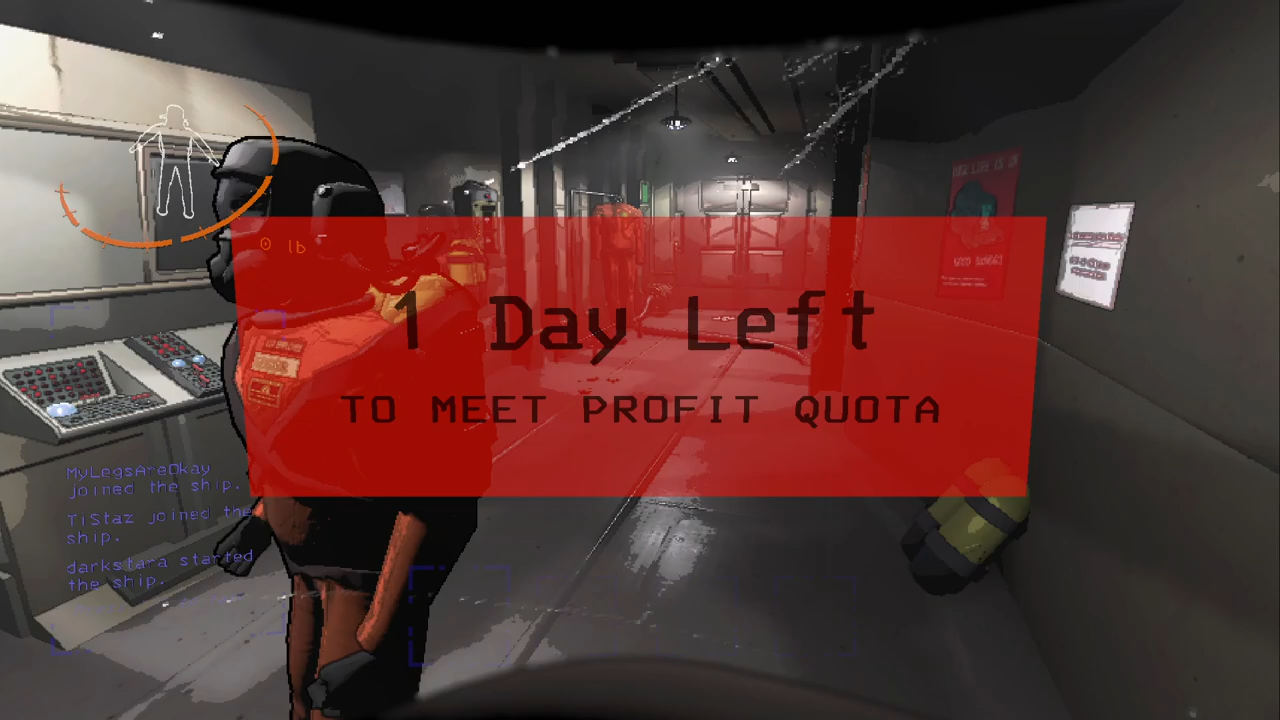 0 lb
1 Day Left
TO MEET PROFIT QUOTA
MyLegsAreOkay
joined the ship.
TiStaz joined the
ship.
darkstara started
the ship.